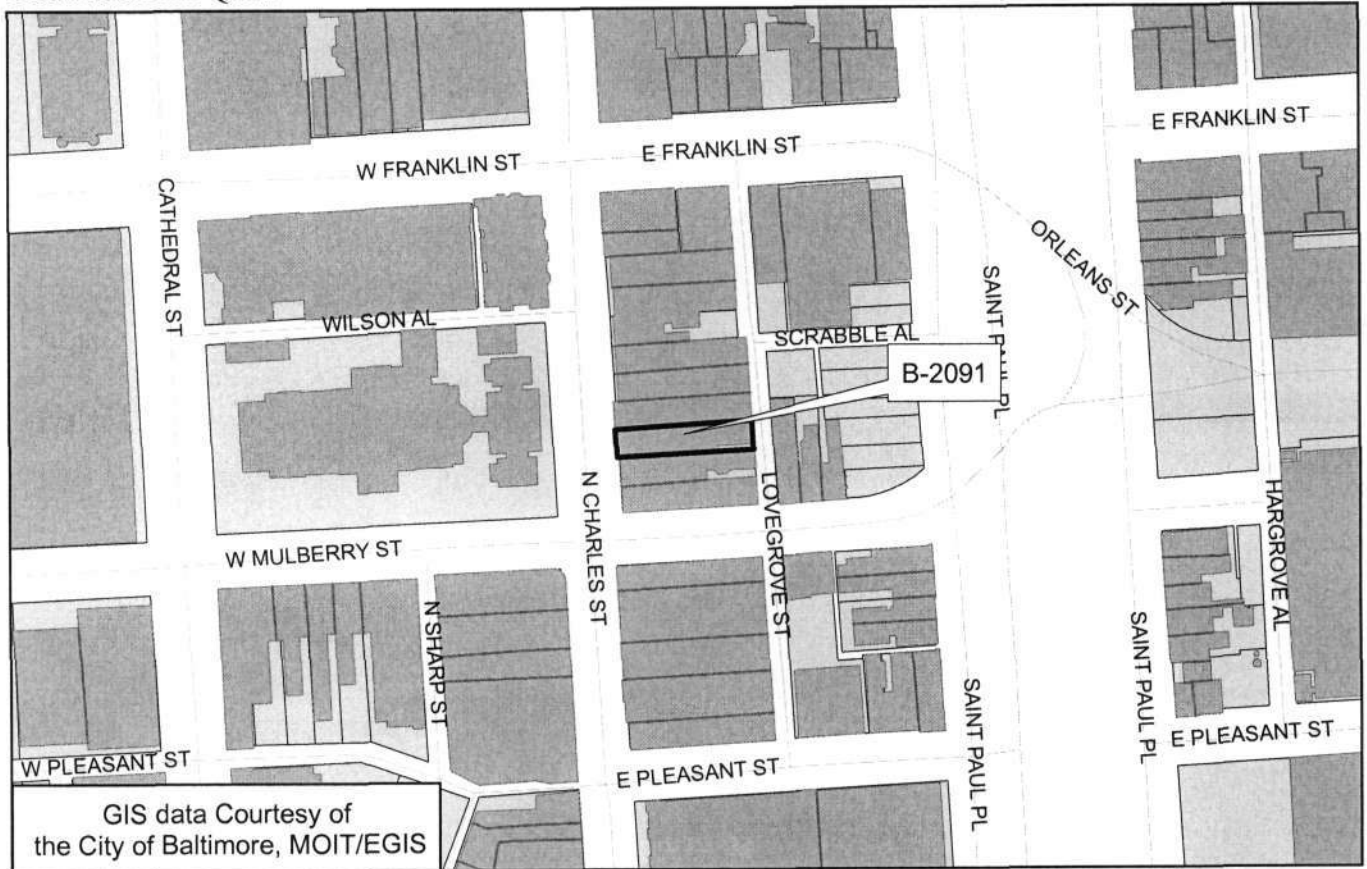 E FRANKLIN ST
E FRANKLIN ST
W FRANKLIN ST
CATHEDRAL ST
ORLEANS ST
SAINT PAUL PL
WILSON AL
SCRABBLE AL
B-2091
N CHARLES ST
LOVEGROVE ST
HARGROVE AL
W MULBERRY ST
N SHARP ST
SAINT PAUL PL
SAINT PAUL PL
W PLEASANT ST
E PLEASANT ST
E PLEASANT ST
GIS data Courtesy of
the City of Baltimore, MOIT/EGIS